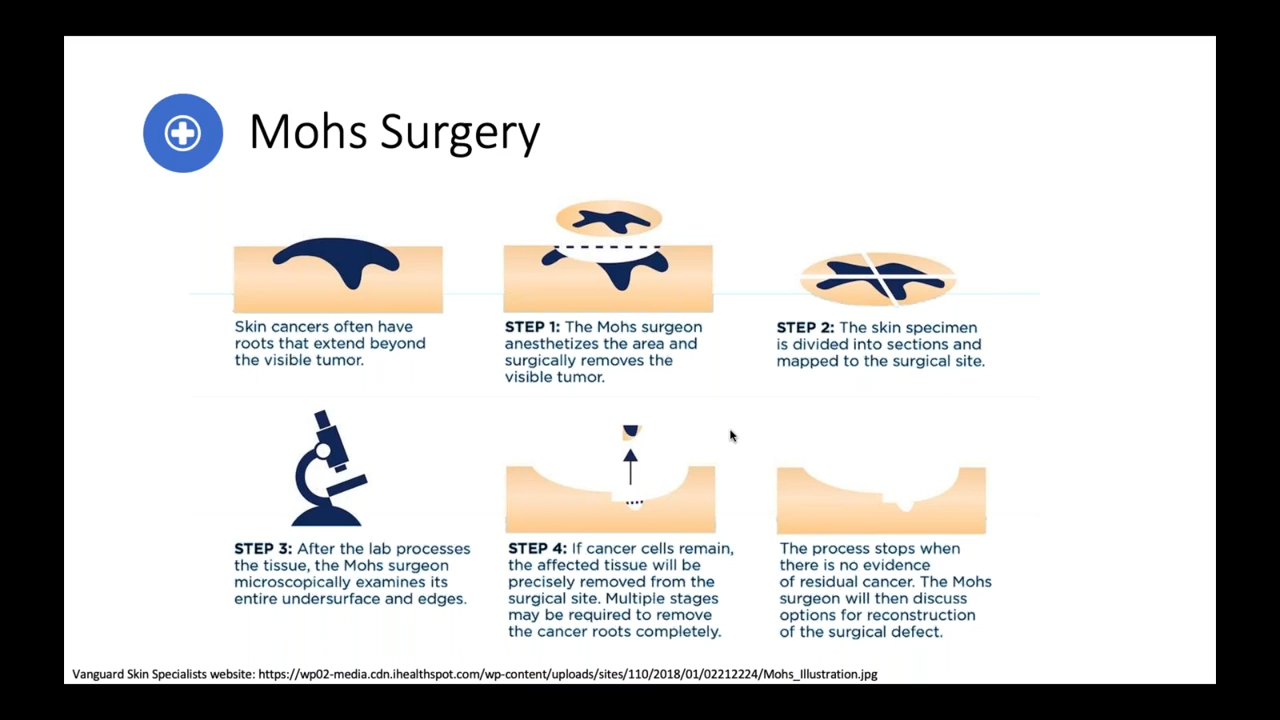 Mohs Surgery
Skin cancers often have
roots that extend beyond
the visible tumor.
STEP 1: The Mohs surgeon
anesthetizes the area and
surgically removes the
visible tumor.
STEP 2: The skin specimen
is divided into sections and
mapped to the surgical site.
STEP 3: After the lab processes
the tissue, the Mohs surgeon
microscopically examines its
entire undersurface and edges.
STEP 4: If cancer cells remain,
the affected tissue will be
precisely removed from the
surgical site. Multiple stages
may be required to remove
the cancer roots completely.
The process stops when
there is no evidence
of residual cancer. The Mohs
surgeon will then discuss
options for reconstruction
of the surgical defect.
Vanguard Skin Specialists website: https://wp02-media.cdn.ihealthspot.com/wp-content/uploads/sites/110/2018/01/02212224/Mohs_Illustration.jpg